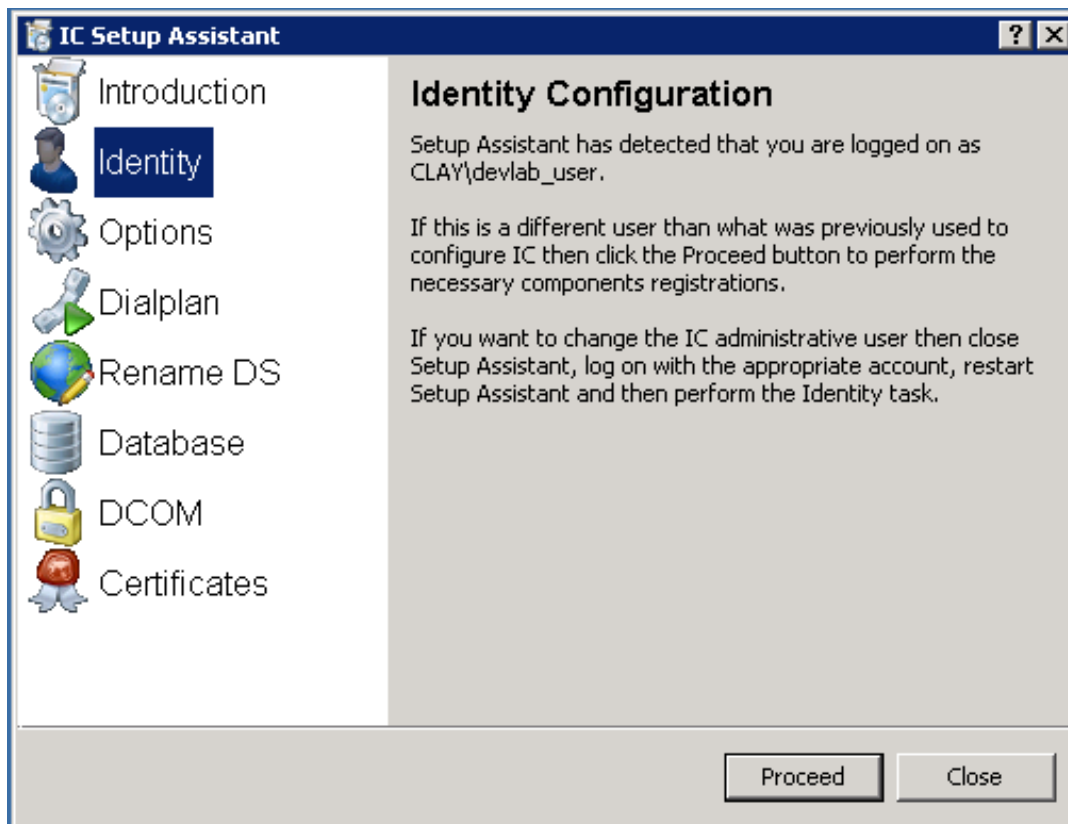 IC Setup Assistant
Introduction
Identity
Options
Dialplan
Rename DS
Database
DCOM
Certificates
Identity Configuration
Setup Assistant has detected that you are logged on as
CLAY\devlab_user.
If this is a different user than what was previously used to
configure IC then click the Proceed button to perform the
necessary components registrations.
If you want to change the IC administrative user then close
Setup Assistant, log on with the appropriate account, restart
Setup Assistant and then perform the Identity task.
Proceed
Close